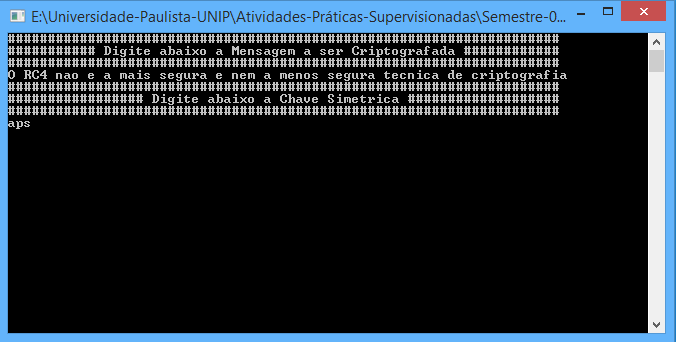 E:\Universidade-Paulista-UNIP\Atividades-Práticas-Supervisionadas\Semestre-0...
#####################################################################
########### Digite abaixo a Mensagem a ser Criptografada ############
#####################################################################
O RC4 nao e a mais segura e nem a menos segura tecnica de criptografia
#####################################################################
################# Digite abaixo a Chave Simetrica ###################
#####################################################################
aps